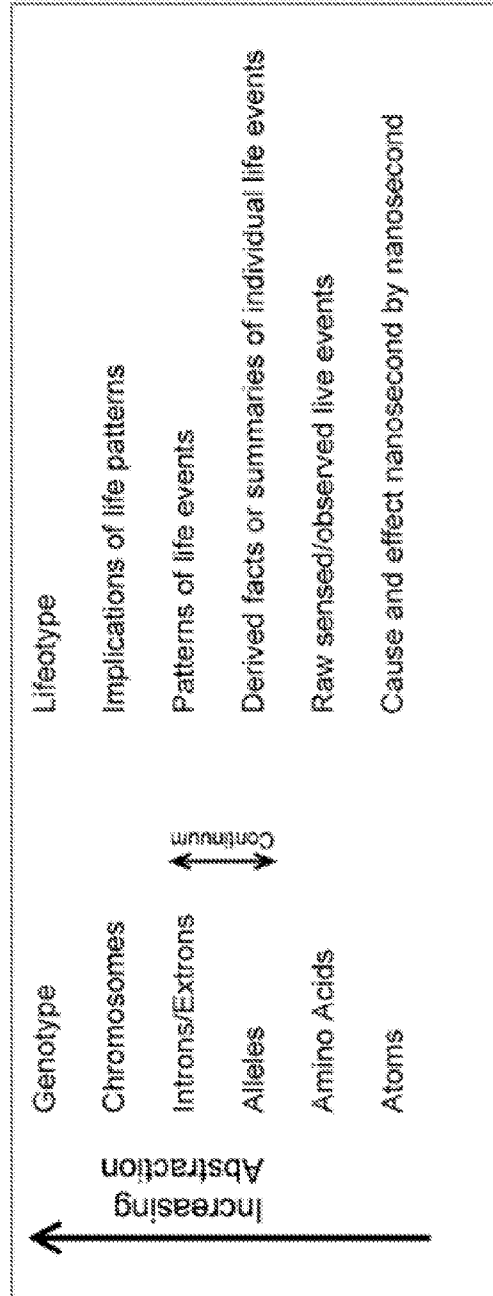 Increasing
Abstraction
Genotype
Lifeotype
Chromosomes
Implications of life patterns
Introns/Extrons
Patterns of life events
Continuum
Alleles
Derived facts or summaries of individual life events
Amino Acids
Raw sensed/observed live events
Atoms
Cause and effect nanosecond by nanosecond